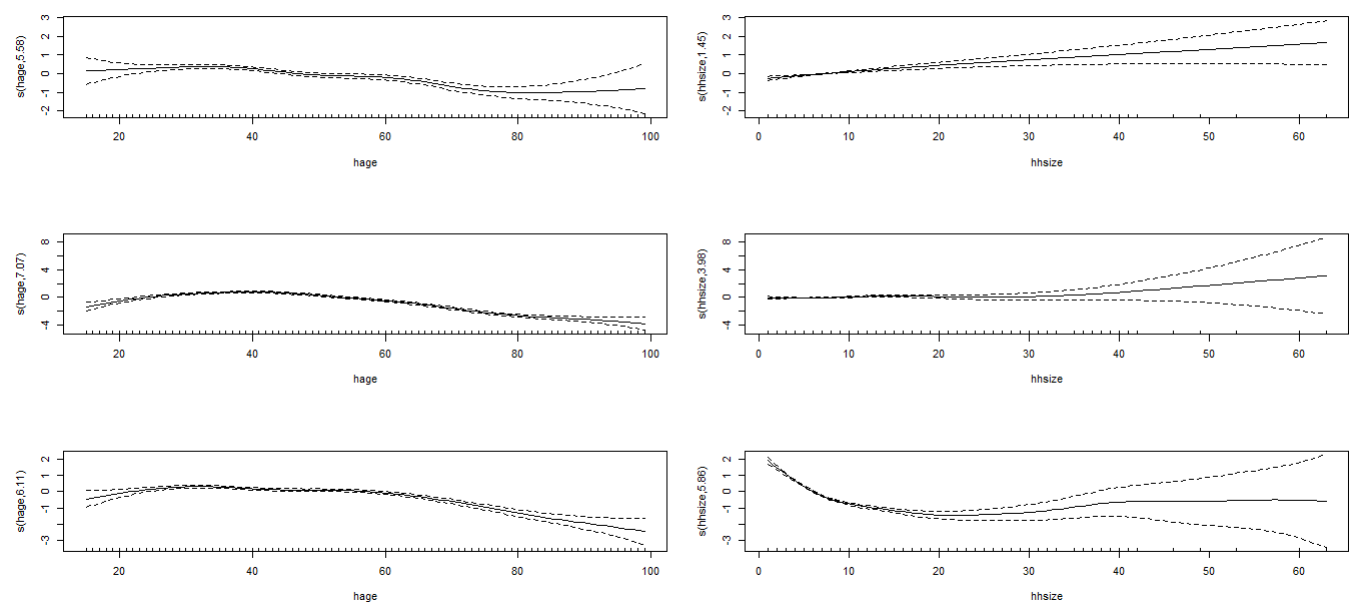 s(hage,5.58)
3
2
1
0
-1
-2
20 40 60 80 100
hage
s(hhsize,1.45)
3
2
1
0
-1
-2
0 10 20 30 40 50 60
hhsize
s(hage,7.07)
8
4
0
-4
20 40 60 80 100
hage
s(hhsize,3.98)
8
4
0
-4
0 10 20 30 40 50 60
hhsize
s(hage,6.11)
2
1
0
-1
-3
20 40 60 80 100
hage
s(hhsize,5.86)
2
1
0
-1
-3
0 10 20 30 40 50 60
hhsize